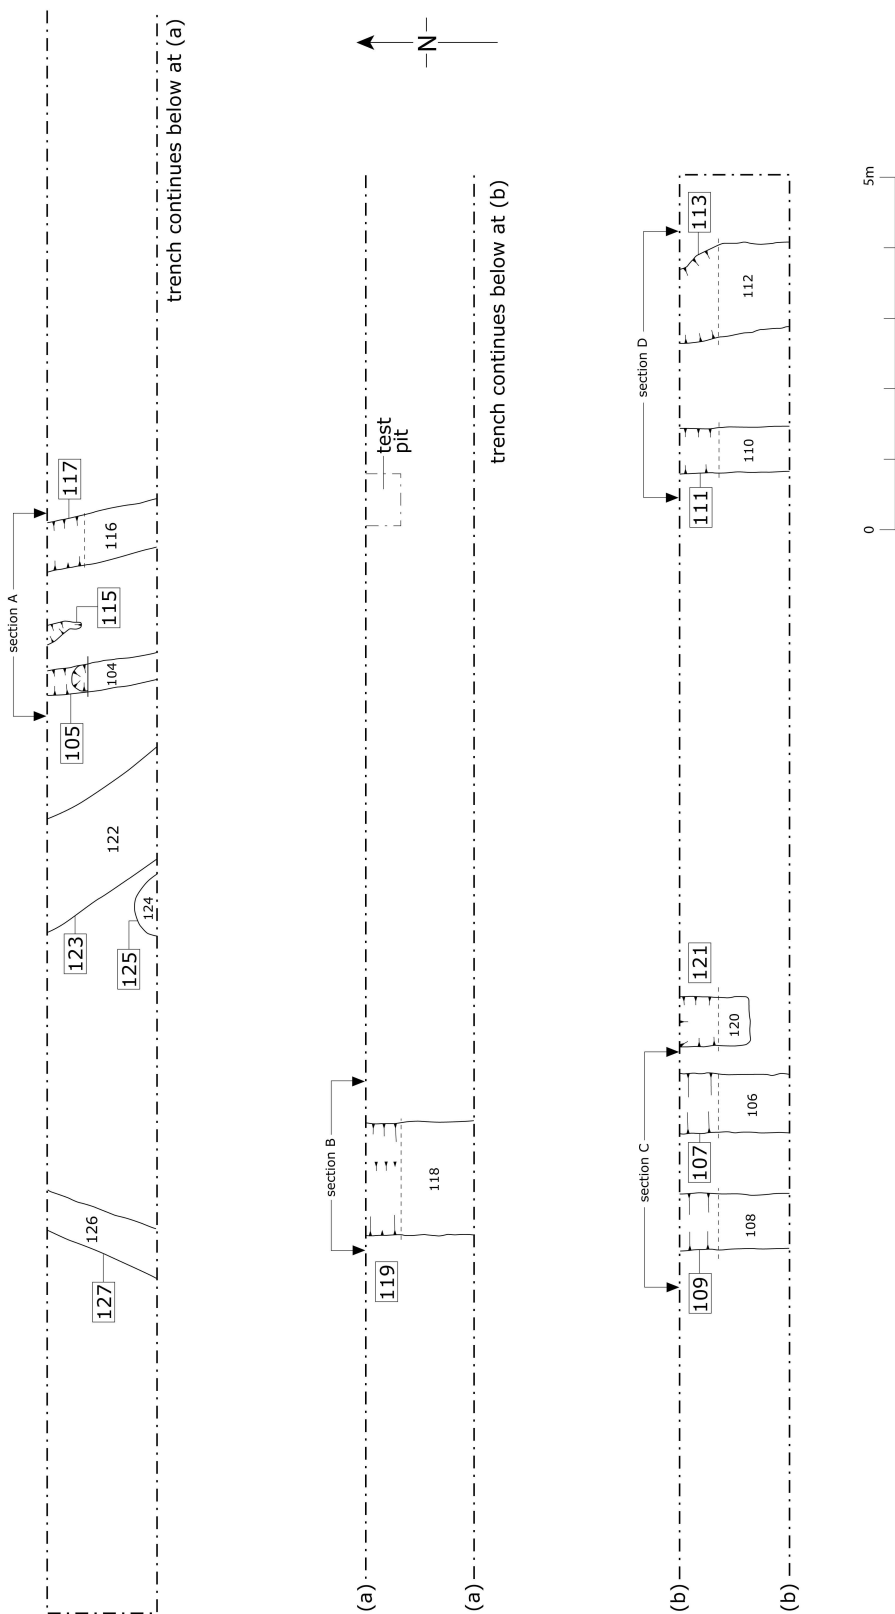 section A
127
126
125
124
123
122
105
104
115
117
116
trench continues below at (a)
N
(a)
(a)
section B
119
118
test
pit
trench continues below at (b)
(b)
(b)
section C
109
108
107
106
121
120
section D
111
110
113
112
0
5m